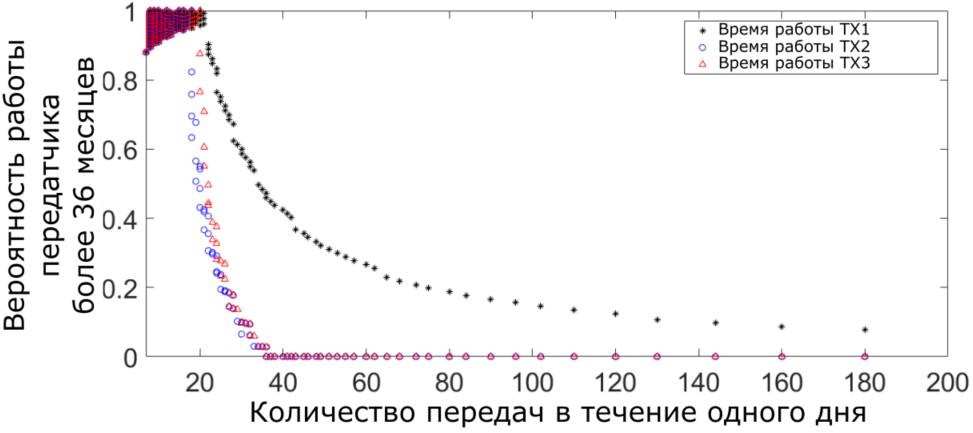 Вероятность работы
передатчика
более 36 месяцев
1
0.8
0.6
0.4
0.2
0
Время работы TX1
Время работы TX2
Время работы TX3
20 40 60 80 100 120 140 160 180 200
Количество передач в течение одного дня